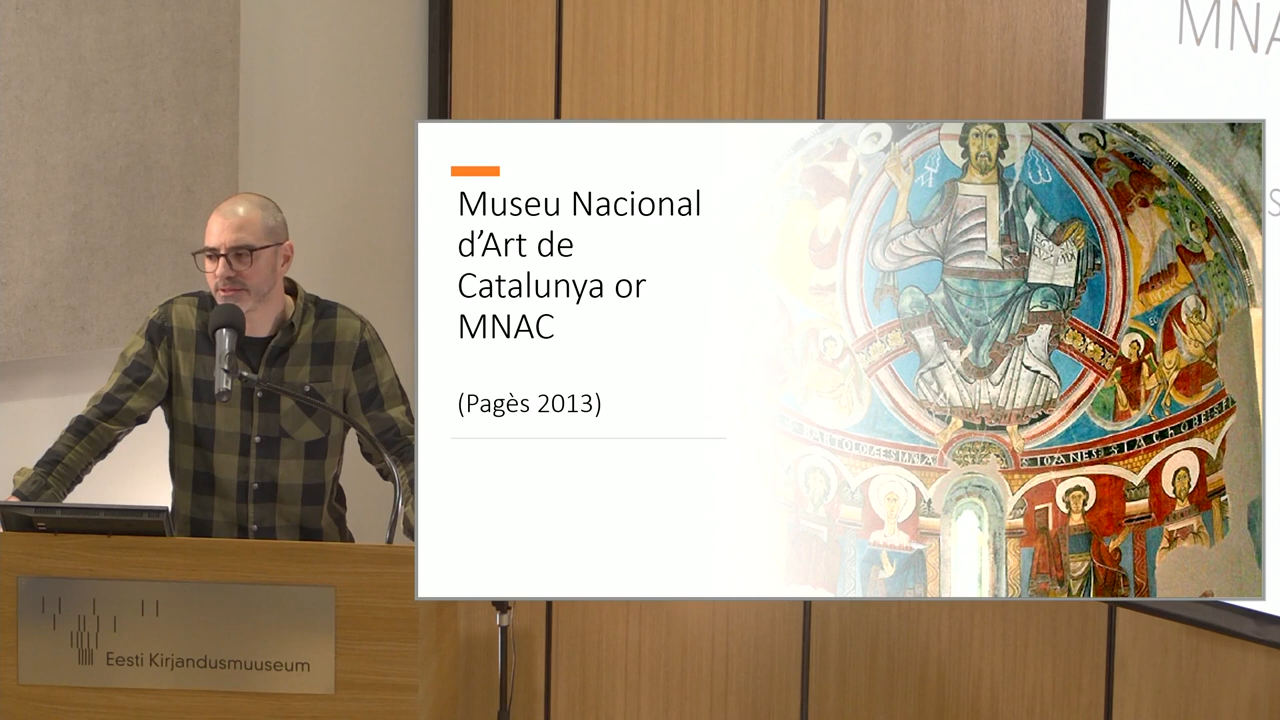 MNA
Museu Nacional
d’Art de
Catalunya or
MNAC
(Pagès 2013)
Eesti Kirjandusmuuseum